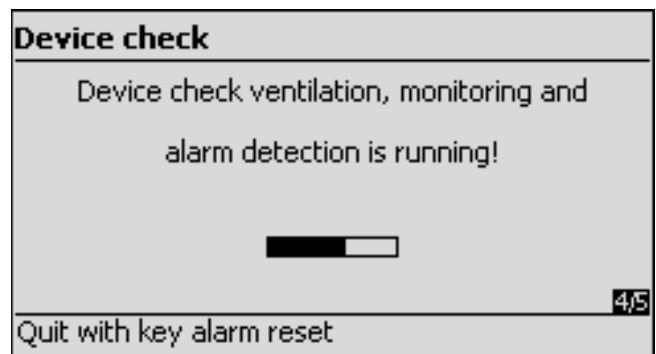 Device check
Device check ventilation, monitoring and
alarm detection is running!
4/5
Quit with key alarm reset